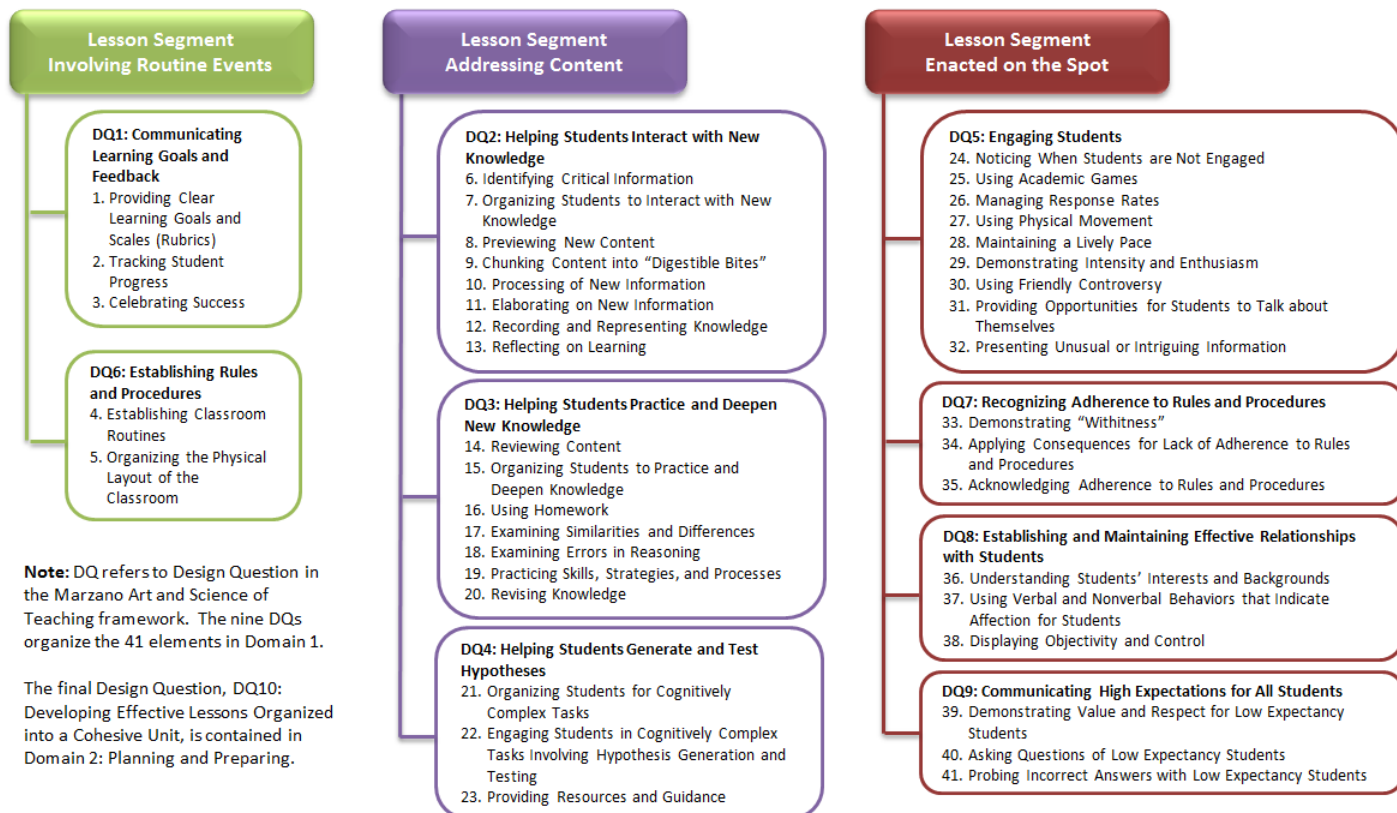 Lesson Segment
Involving Routine Events
DQ1: Communicating
Learning Goals and
Feedback
1. Providing Clear
Learning Goals and
Scales (Rubrics)
2. Tracking Student
Progress
3. Celebrating Success
DQ6: Establishing Rules
and Procedures
4. Establishing Classroom
Routines
5. Organizing the Physical
Layout of the
Classroom
Note: DQ refers to Design Question in
the Marzano Art and Science of
Teaching framework. The nine DQs
organize the 41 elements in Domain 1.
The final Design Question, DQ10:
Developing Effective Lessons Organized
into a Cohesive Unit, is contained in
Domain 2: Planning and Preparing.
Lesson Segment
Addressing Content
DQ2: Helping Students Interact with New
Knowledge
6. Identifying Critical Information
7. Organizing Students to Interact with New
Knowledge
8. Previewing New Content
9. Chunking Content into “Digestible Bites”
10. Processing of New Information
11. Elaborating on New Information
12. Recording and Representing Knowledge
13. Reflecting on Learning
DQ3: Helping Students Practice and Deepen
New Knowledge
14. Reviewing Content
15. Organizing Students to Practice and
Deepen Knowledge
16. Using Homework
17. Examining Similarities and Differences
18. Examining Errors in Reasoning
19. Practicing Skills, Strategies, and Processes
20. Revising Knowledge
DQ4: Helping Students Generate and Test
Hypotheses
21. Organizing Students for Cognitively
Complex Tasks
22. Engaging Students in Cognitively Complex
Tasks Involving Hypothesis Generation and
Testing
23. Providing Resources and Guidance
Lesson Segment
Enacted on the Spot
DQ5: Engaging Students
24. Noticing When Students are Not Engaged
25. Using Academic Games
26. Managing Response Rates
27. Using Physical Movement
28. Maintaining a Lively Pace
29. Demonstrating Intensity and Enthusiasm
30. Using Friendly Controversy
31. Providing Opportunities for Students to Talk about
Themselves
32. Presenting Unusual or Intriguing Information
DQ7: Recognizing Adherence to Rules and Procedures
33. Demonstrating “Withitness”
34. Applying Consequences for Lack of Adherence to Rules
and Procedures
35. Acknowledging Adherence to Rules and Procedures
DQ8: Establishing and Maintaining Effective Relationships
with Students
36. Understanding Students’ Interests and Backgrounds
37. Using Verbal and Nonverbal Behaviors that Indicate
Affection for Students
38. Displaying Objectivity and Control
DQ9: Communicating High Expectations for All Students
39. Demonstrating Value and Respect for Low Expectancy
Students
40. Asking Questions of Low Expectancy Students
41. Probing Incorrect Answers with Low Expectancy Students